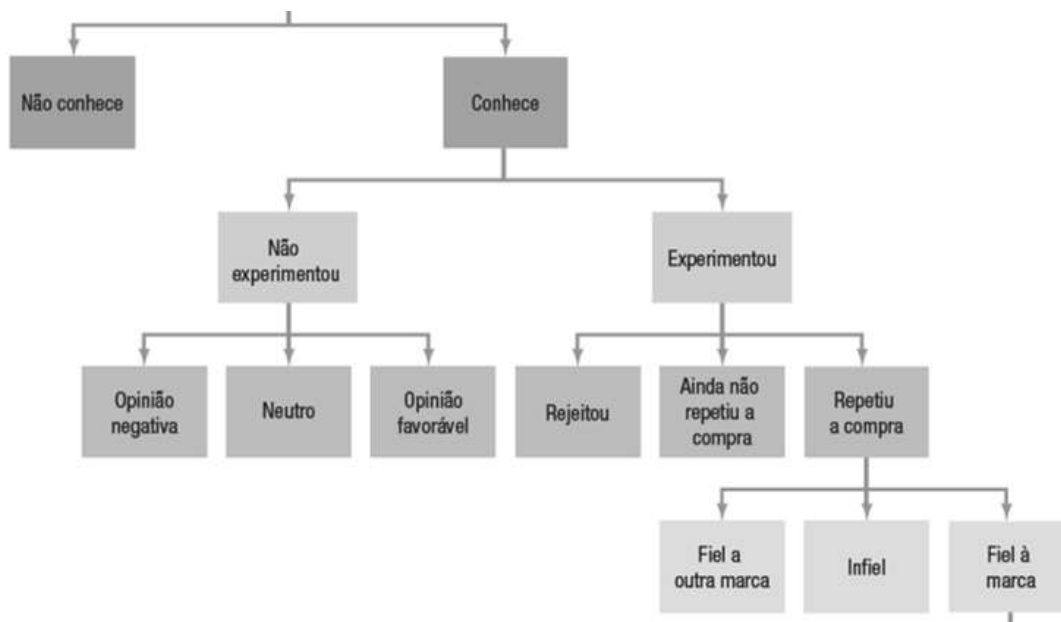 Não conhece
Conhece
Não
experimentou
Experimentou
Opinião
negativa
Neutro
Opinião
favorável
Rejeitou
Ainda não
repetiu a
compra
Repetiu
a compra
Fiel a
outra marca
Infiel
Fiel à
marca